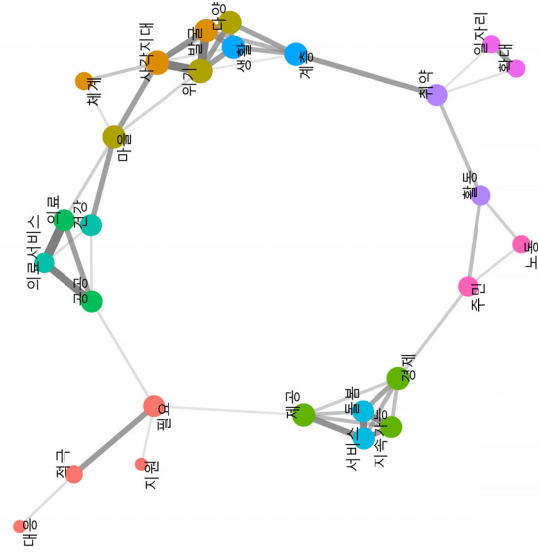 다양
발굴
생활
사각지대
계층
위기
체계
마을
일자리
확대
취약
의료
건강
의료서비스
공공
활동
노동
주민
경제
돌봄
제공
지속가능
서비스
필요
적극
지원
대응